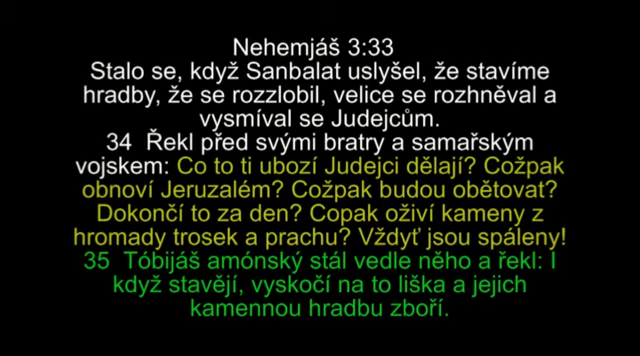 Nehemjáš 3:33
Stalo se, když Sanbalat uslyšel, že stavíme
hradby, že se rozzlobil, velice se rozhněval a
vysmíval se Judejcům.
34 Řekl před svými bratry a samařským
vojskem: Co to ti ubozí Judejci dělají? Cožpak
obnoví Jeruzalém? Cožpak budou obětovat?
Dokončí to za den? Copak oživí kameny z
hromady trosek a prachu? Vždyť jsou spáleny!
35 Tóbijáš amónský stál vedle něho a řekl: I
když stavějí, vyskočí na to liška a jejich
kamennou hradbu zboří.